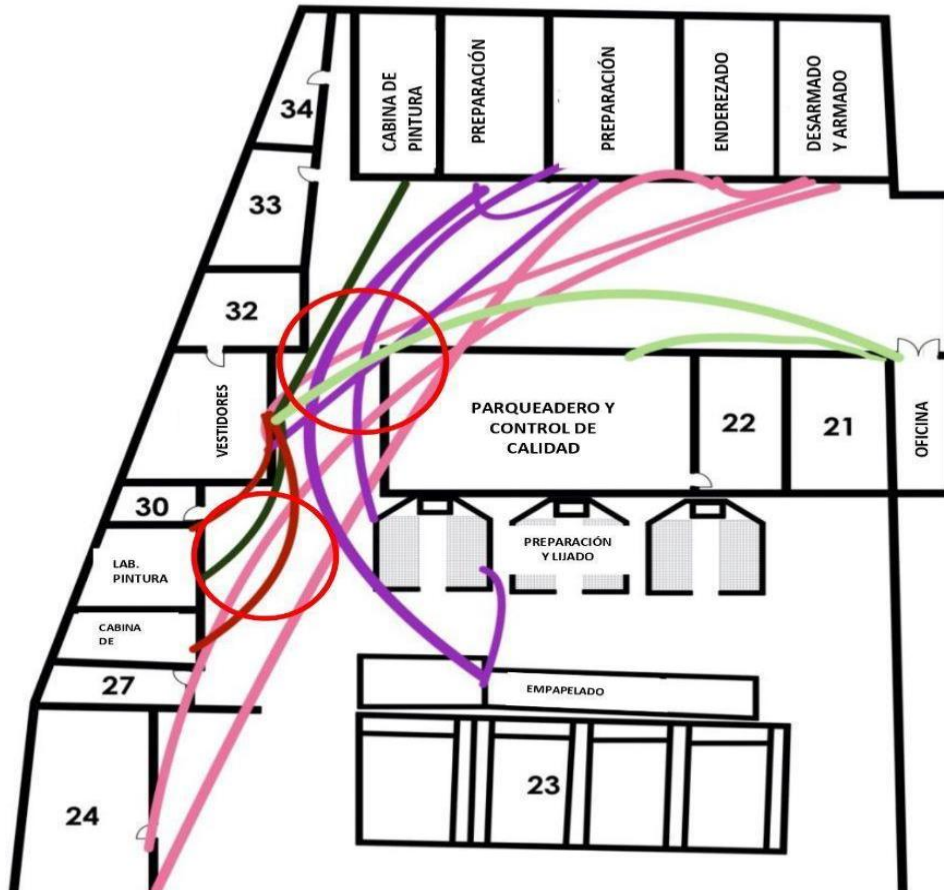 CABINA DE
PINTURA
PREPARACIÓN
PREPARACIÓN
ENDEREZADO
DESARMADO
Y ARMADO
34
33
32
VESTIDORES
PARQUEADERO Y
CONTROL DE
CALIDAD
22
21
OFICINA
30
LAB.
PINTURA
PREPARACIÓN
Y LIJADO
CABINA
DE
27
EMPAPELADO
24
23